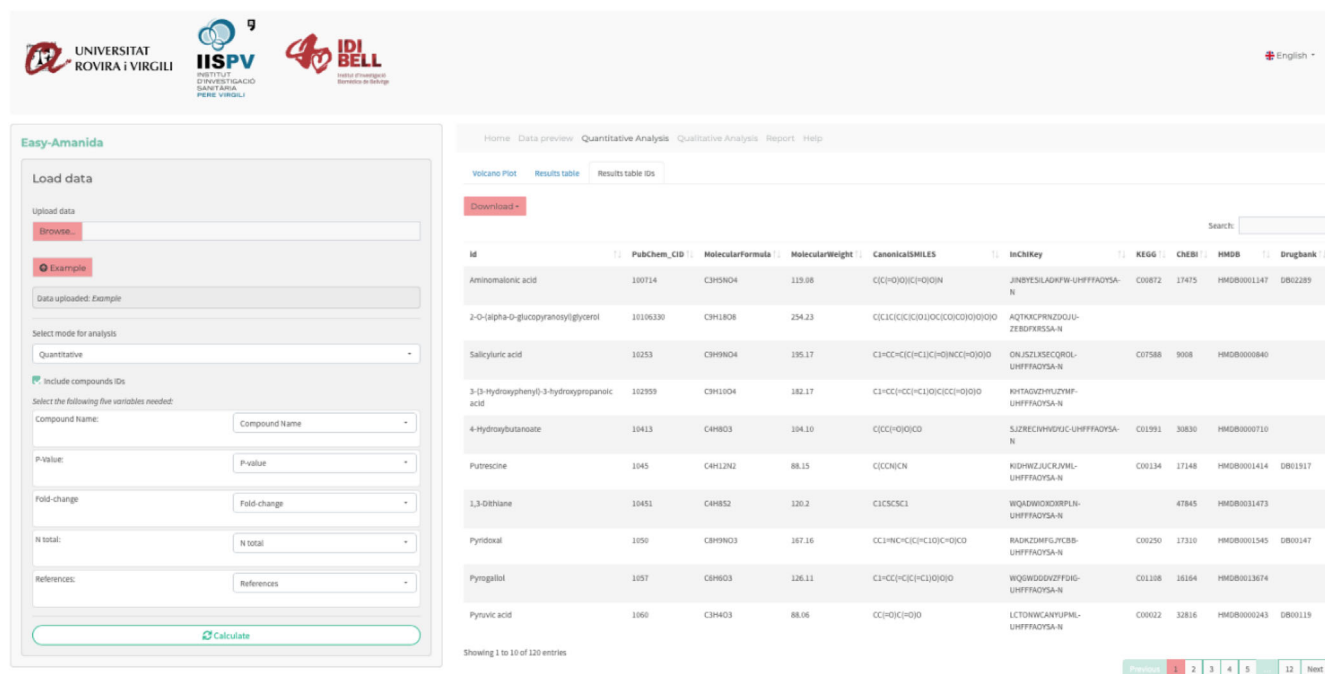 UNIVERSITAT
ROVIRA i VIRGILI
IISPV
INSTITUT
D'INVESTIGACIÓ
SANITÀRIA
PERE VIRGILI
IDI
BELL
Institut d'Investigació
Biomèdica de Bellvitge
English
Easy-Amanida
Load data
Upload data
Browse...
Example
Data uploaded: Example
Select mode for analysis
Quantitative
Include compounds IDs
Select the following five variables needed:
Compound Name: Compound Name
P-Value: P-value
Fold-change Fold-change
N total: N total
References: References
Calculate
Home Data preview Quantitative Analysis Qualitative Analysis Report Help
Volcano Plot Results table Results table IDs
Download
Search:
id PubChem_CID MolecularFormula MolecularWeight CanonicalSMILES InChIKey KEGG ChEBI HMDB Drugbank
Aminomalonic acid 100714 C3H5NO4 119.08 C(C(=O)O)(C(=O)O)N JINBYESILADKFW-UHFFFAOYSA- C00872 17475 HMDB0001147 DB02289
N
2-O-(alpha-D-glucopyranosyl)glycerol 10106330 C9H18O8 254.23 C(C1C(C(C(C(O1)OC(CO)CO)O)O)O)O AQTKXCPRNZDOJU-
ZEBDFXRSSA-N
Salicyluric acid 10253 C9H9NO4 195.17 C1=CC=C(C(=C1)C(=O)NCC(=O)O)O ONJSZLXSECQROL-
UHFFFAOYSA-N C07588 9008 HMDB0000840
3-(3-Hydroxyphenyl)-3-hydroxypropanoic
acid 102959 C9H10O4 182.17 C1=CC(=CC(=C1)O)C(CC(=O)O)O KHTAGVZHYUZYMF-
UHFFFAOYSA-N
4-Hydroxybutanoate 10413 C4H8O3 104.10 C(CC(=O)O)CO SJZRECIVHVDYJC-UHFFFAOYSA- C01991 30830 HMDB0000710
N
Putrescine 1045 C4H12N2 88.15 C(CCN)CN KIDHWZJUCRJVML-
UHFFFAOYSA-N C00134 17148 HMDB0001414 DB01917
1,3-Dithiane 10451 C4H8S2 120.2 C1CSCSC1 WQADWIOXOXRPLN-
UHFFFAOYSA-N 47845 HMDB0031473
Pyridoxal 1050 C8H9NO3 167.16 CC1=NC=C(C(=C1O)C=O)CO RADKZDMFGJYCBB-
UHFFFAOYSA-N C00250 17310 HMDB0001545 DB00147
Pyrogallol 1057 C6H6O3 126.11 C1=CC(=C(C(=C1)O)O)O WQGWDDDVZFFDIG-
UHFFFAOYSA-N C01108 16164 HMDB0013674
Pyruvic acid 1060 C3H4O3 88.06 CC(=O)C(=O)O LCTONWCANYUPML-
UHFFFAOYSA-N C00022 32816 HMDB0000243 DB00119
Showing 1 to 10 of 120 entries
Previous 1 2 3 4 5 12 Next